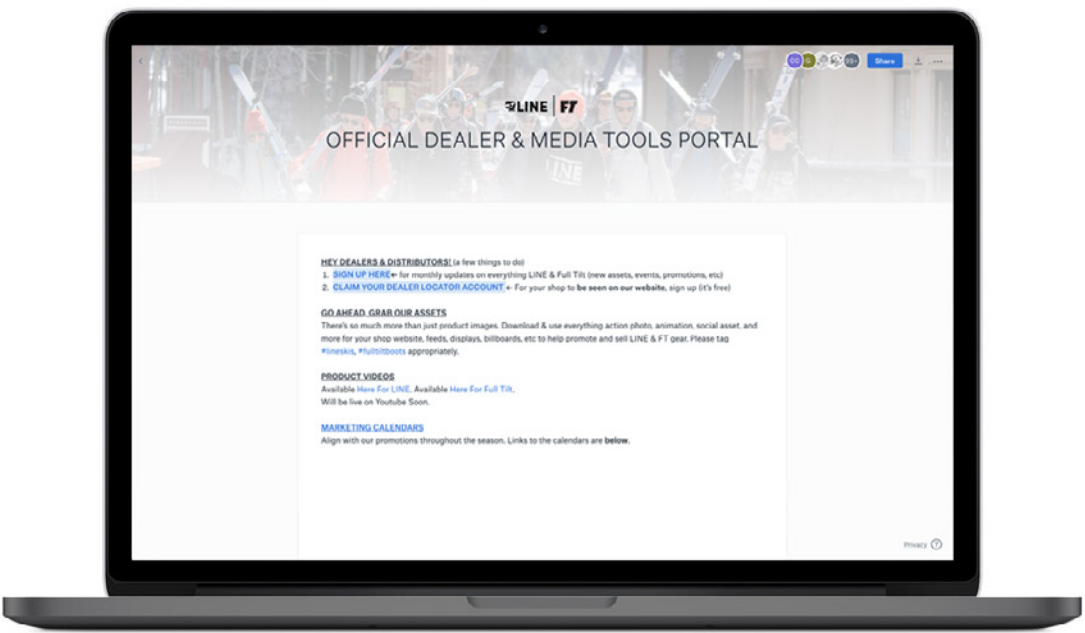 CC G 99+ Share
LINE FT
OFFICIAL DEALER & MEDIA TOOLS PORTAL
LINE
HEY DEALERS & DISTRIBUTORS! (a few things to do)
1. SIGN UP HERE← for monthly updates on everything LINE & Full Tilt (new assets, events, promotions, etc)
2. CLAIM YOUR DEALER LOCATOR ACCOUNT ← For your shop to be seen on our website, sign up (it's free)
GO AHEAD, GRAB OUR ASSETS
There's so much more than just product images. Download & use everything action photo, animation, social asset, and
more for your shop website, feeds, displays, billboards, etc to help promote and sell LINE & FT gear. Please tag
#lineskis, #fulltiltboots appropriately.
PRODUCT VIDEOS
Available Here For LINE. Available Here For Full Tilt.
Will be live on Youtube Soon.
MARKETING CALENDARS
Align with our promotions throughout the season. Links to the calendars are below.
Privacy ?